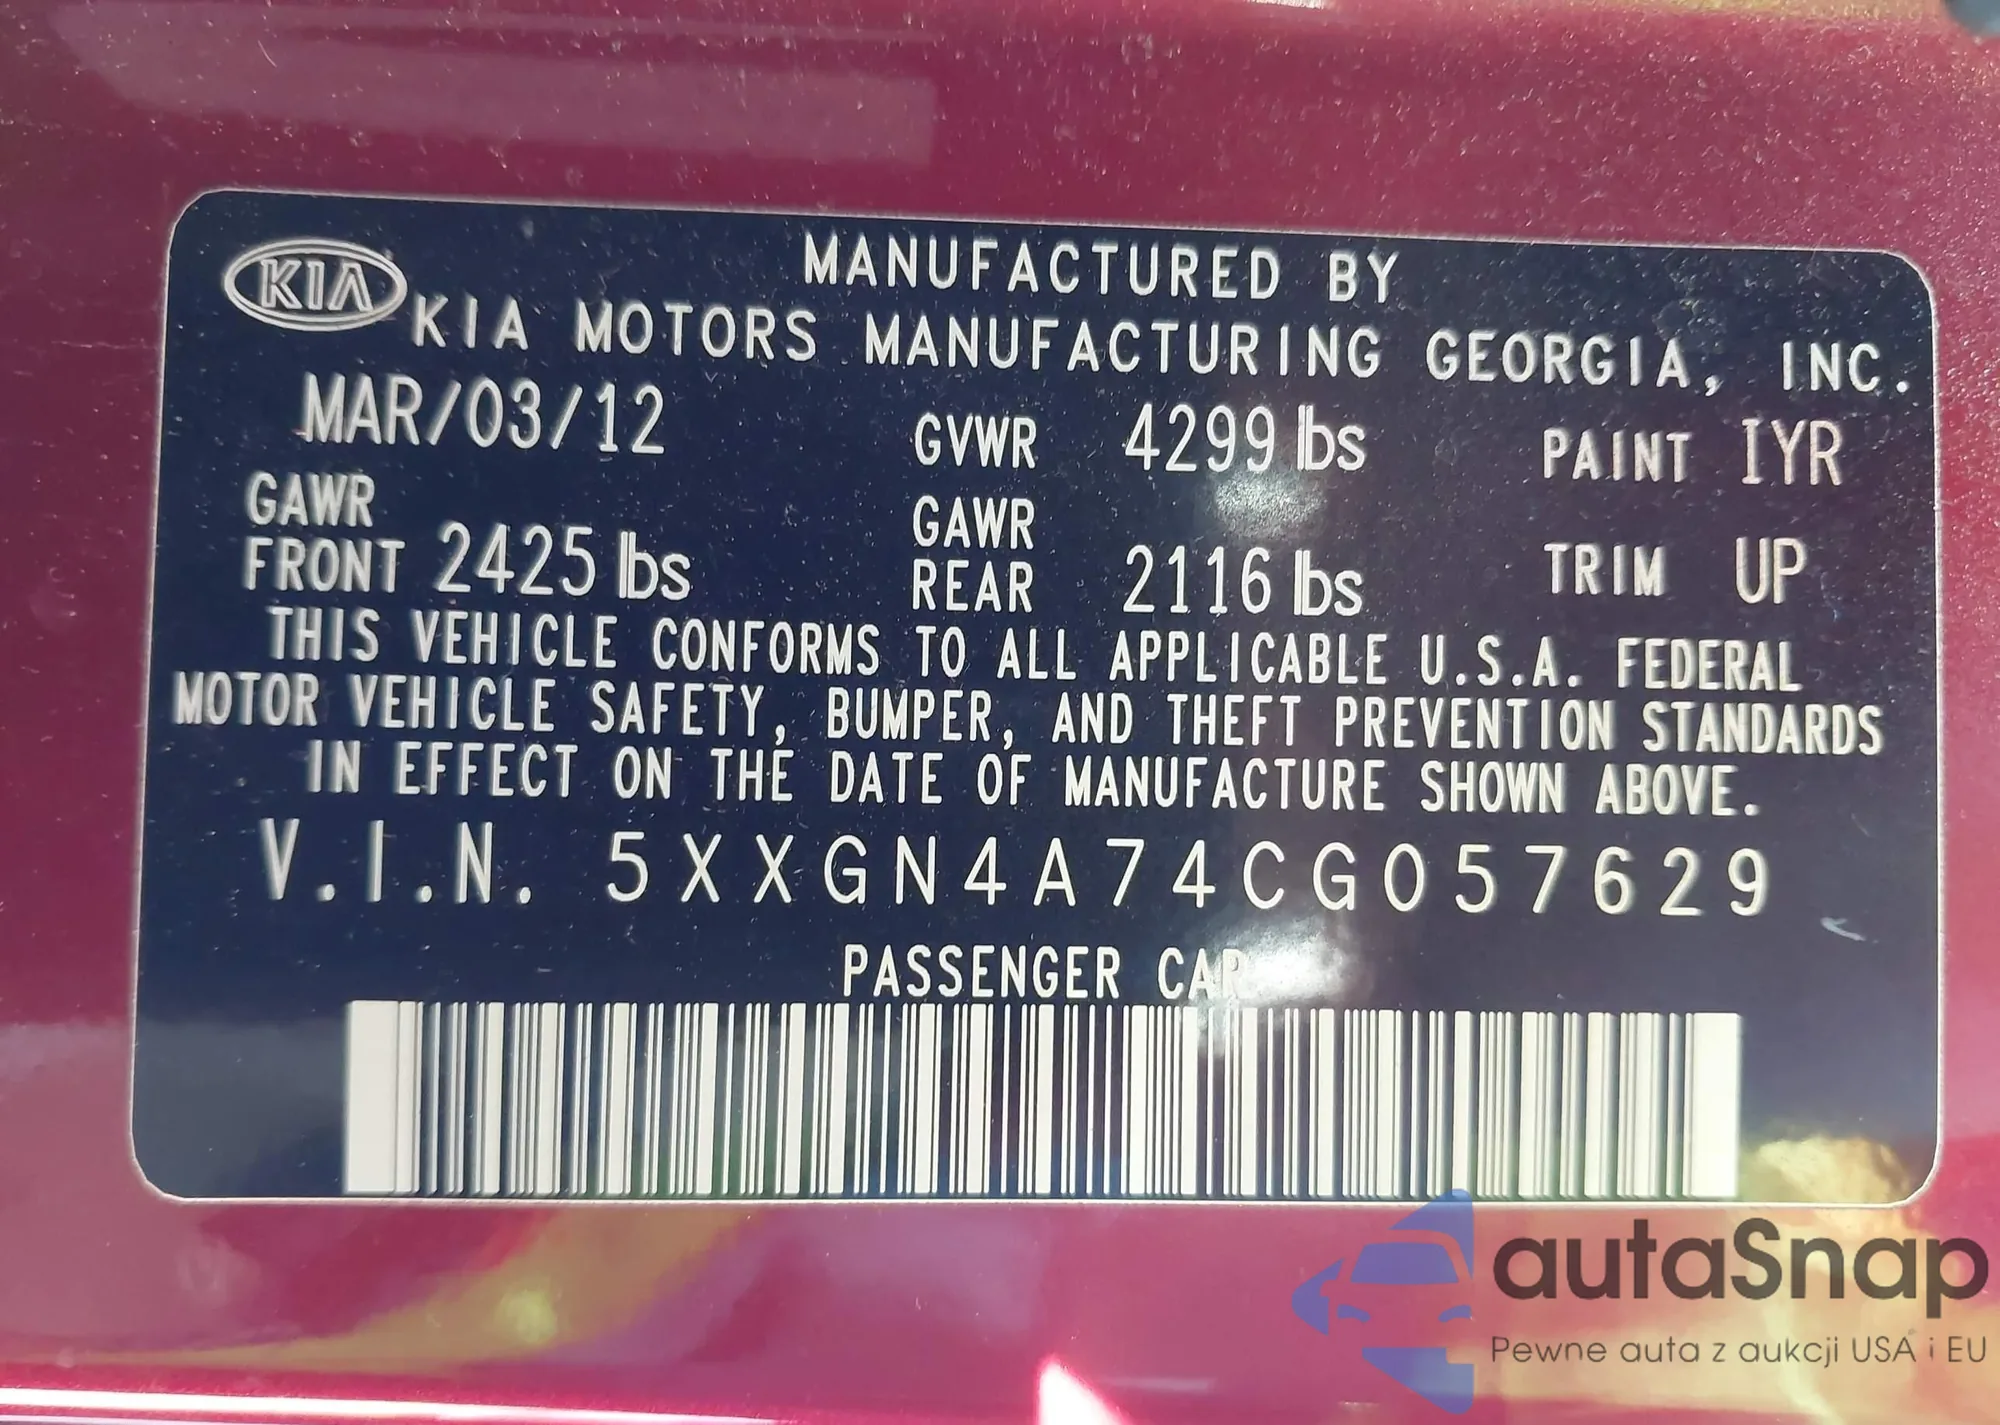 MANUFACTURED BY
KIA KIA MOTORS MANUFACTURING GEORGIA, INC.
MAR/03/12 GVWR 4299 lbs PAINT IYR
GAWR FRONT 2425 lbs GAWR REAR 2116 lbs TRIM UP
THIS VEHICLE CONFORMS TO ALL APPLICABLE U.S.A. FEDERAL
MOTOR VEHICLE SAFETY, BUMPER, AND THEFT PREVENTION STANDARDS
IN EFFECT ON THE DATE OF MANUFACTURE SHOWN ABOVE.
V.I.N. 5XXGN4A74CG057629
PASSENGER CAR
autaSnap
Pewne auta z aukcji USA i EU